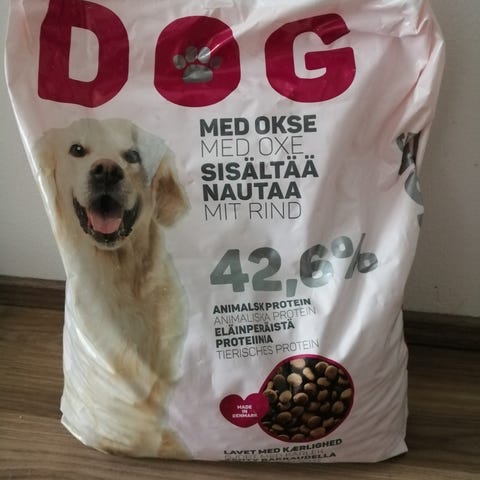 DOG
MED OKSE
MED OXE
SISÄLTÄÄ
NAUTAA
MIT RIND
42,6%
ANIMALSK PROTEIN
ANIMALISKA PROTEIN
ELÄINPERÄISTÄ
PROTEIINIA
TIERISCHES PROTEIN
MADE IN
DENMARK
LAVET MED KÆRLIGHED